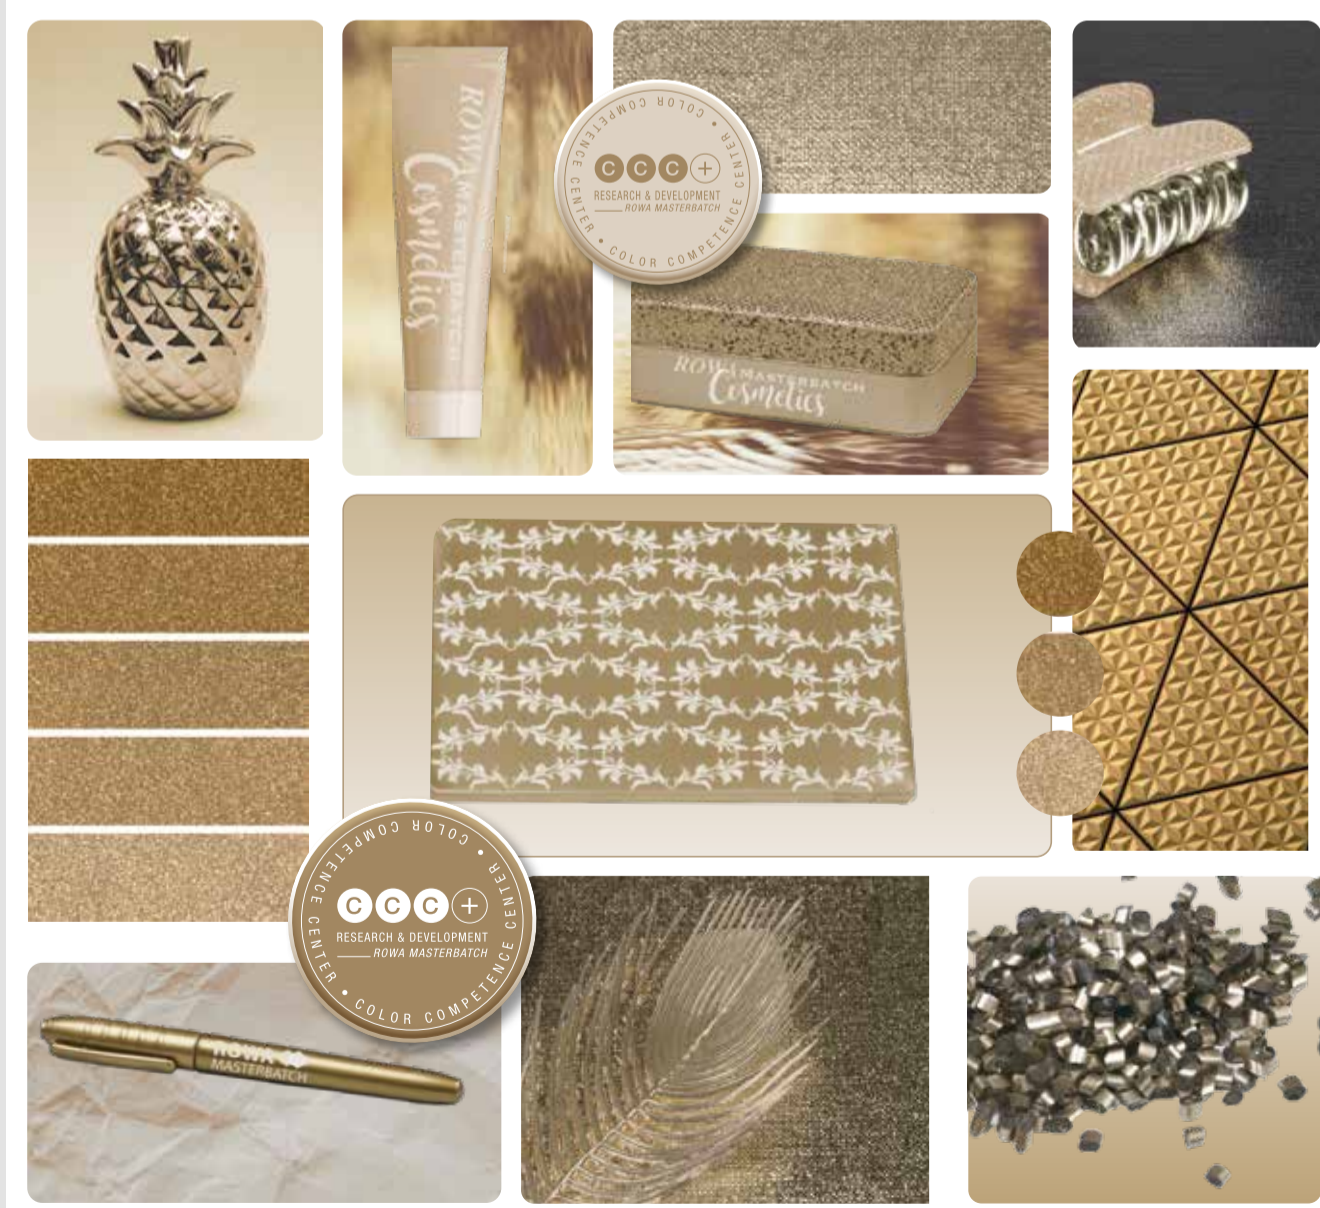 ROWA MASTERBATCH
Cosmetics
COLOR COMPETENCE CENTER • COLOR COMPETENCE CENTER •
CCC+
RESEARCH & DEVELOPMENT
ROWA MASTERBATCH
ROWA MASTERBATCH
Cosmetics
COLOR COMPETENCE CENTER • COLOR COMPETENCE CENTER •
CCC+
RESEARCH & DEVELOPMENT
ROWA MASTERBATCH
ROWA
MASTERBATCH